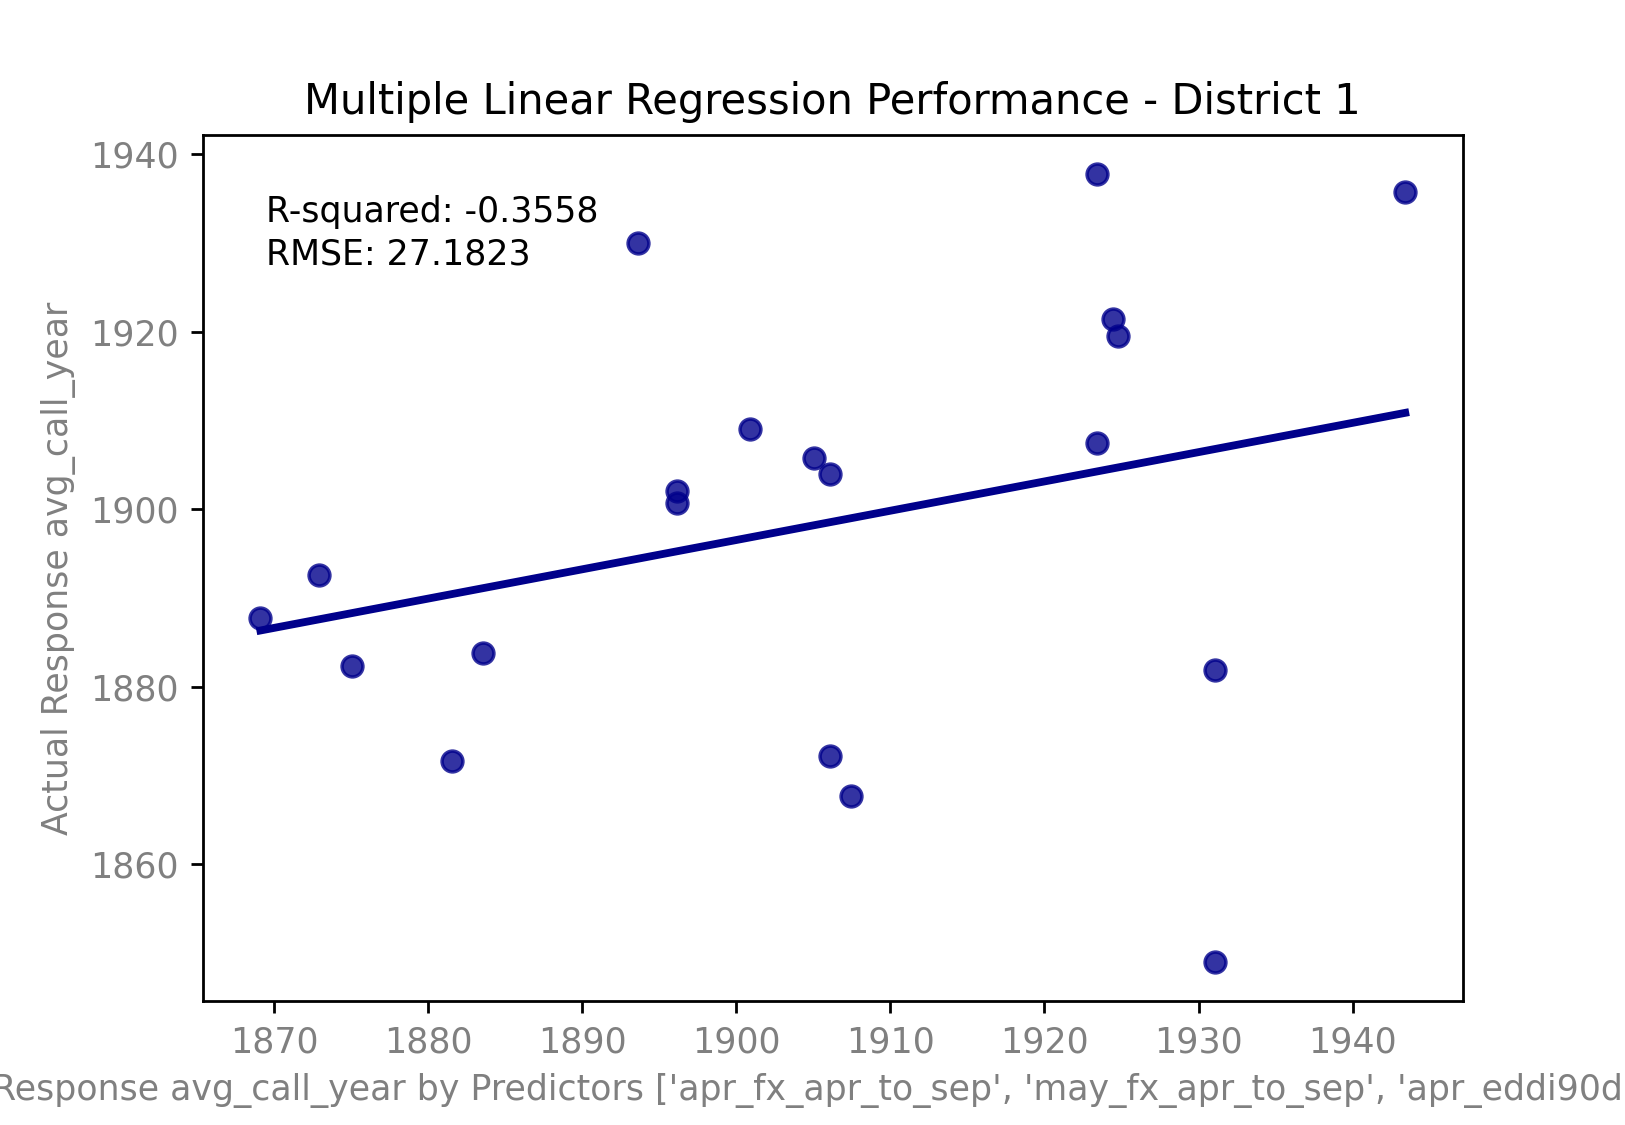 Multiple Linear Regression Performance - District 1
R-squared: -0.3558
RMSE: 27.1823
Actual Response avg_call_year
1940
1920
1900
1880
1860
1870 1880 1890 1900 1910 1920 1930 1940
Response avg_call_year by Predictors ['apr_fx_apr_to_sep', 'may_fx_apr_to_sep', 'apr_eddi90d